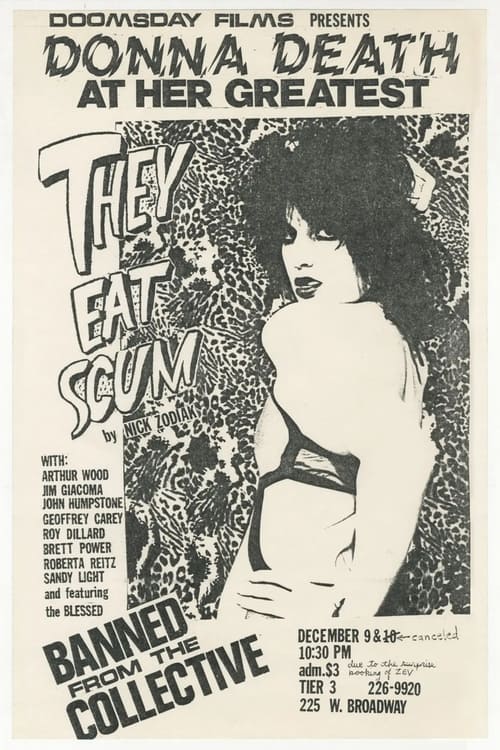 DOOMSDAY FILMS PRESENTS
DONNA DEATH
AT HER GREATEST
THEY
EAT
SCUM
by NICK ZODIAK
WITH:
ARTHUR WOOD
JIM GIACOMA
JOHN HUMPSTONE
GEOFFREY CAREY
ROY DILLARD
BRETT POWER
ROBERTA REITZ
SANDY LIGHT
and featuring
the BLESSED
BANNED
FROM THE
COLLECTIVE
DECEMBER 9 & 10 ← canceled
10:30 PM
due to the surprise
adm. $3 booking of ZEV
TIER 3 226-9920
225 W. BROADWAY